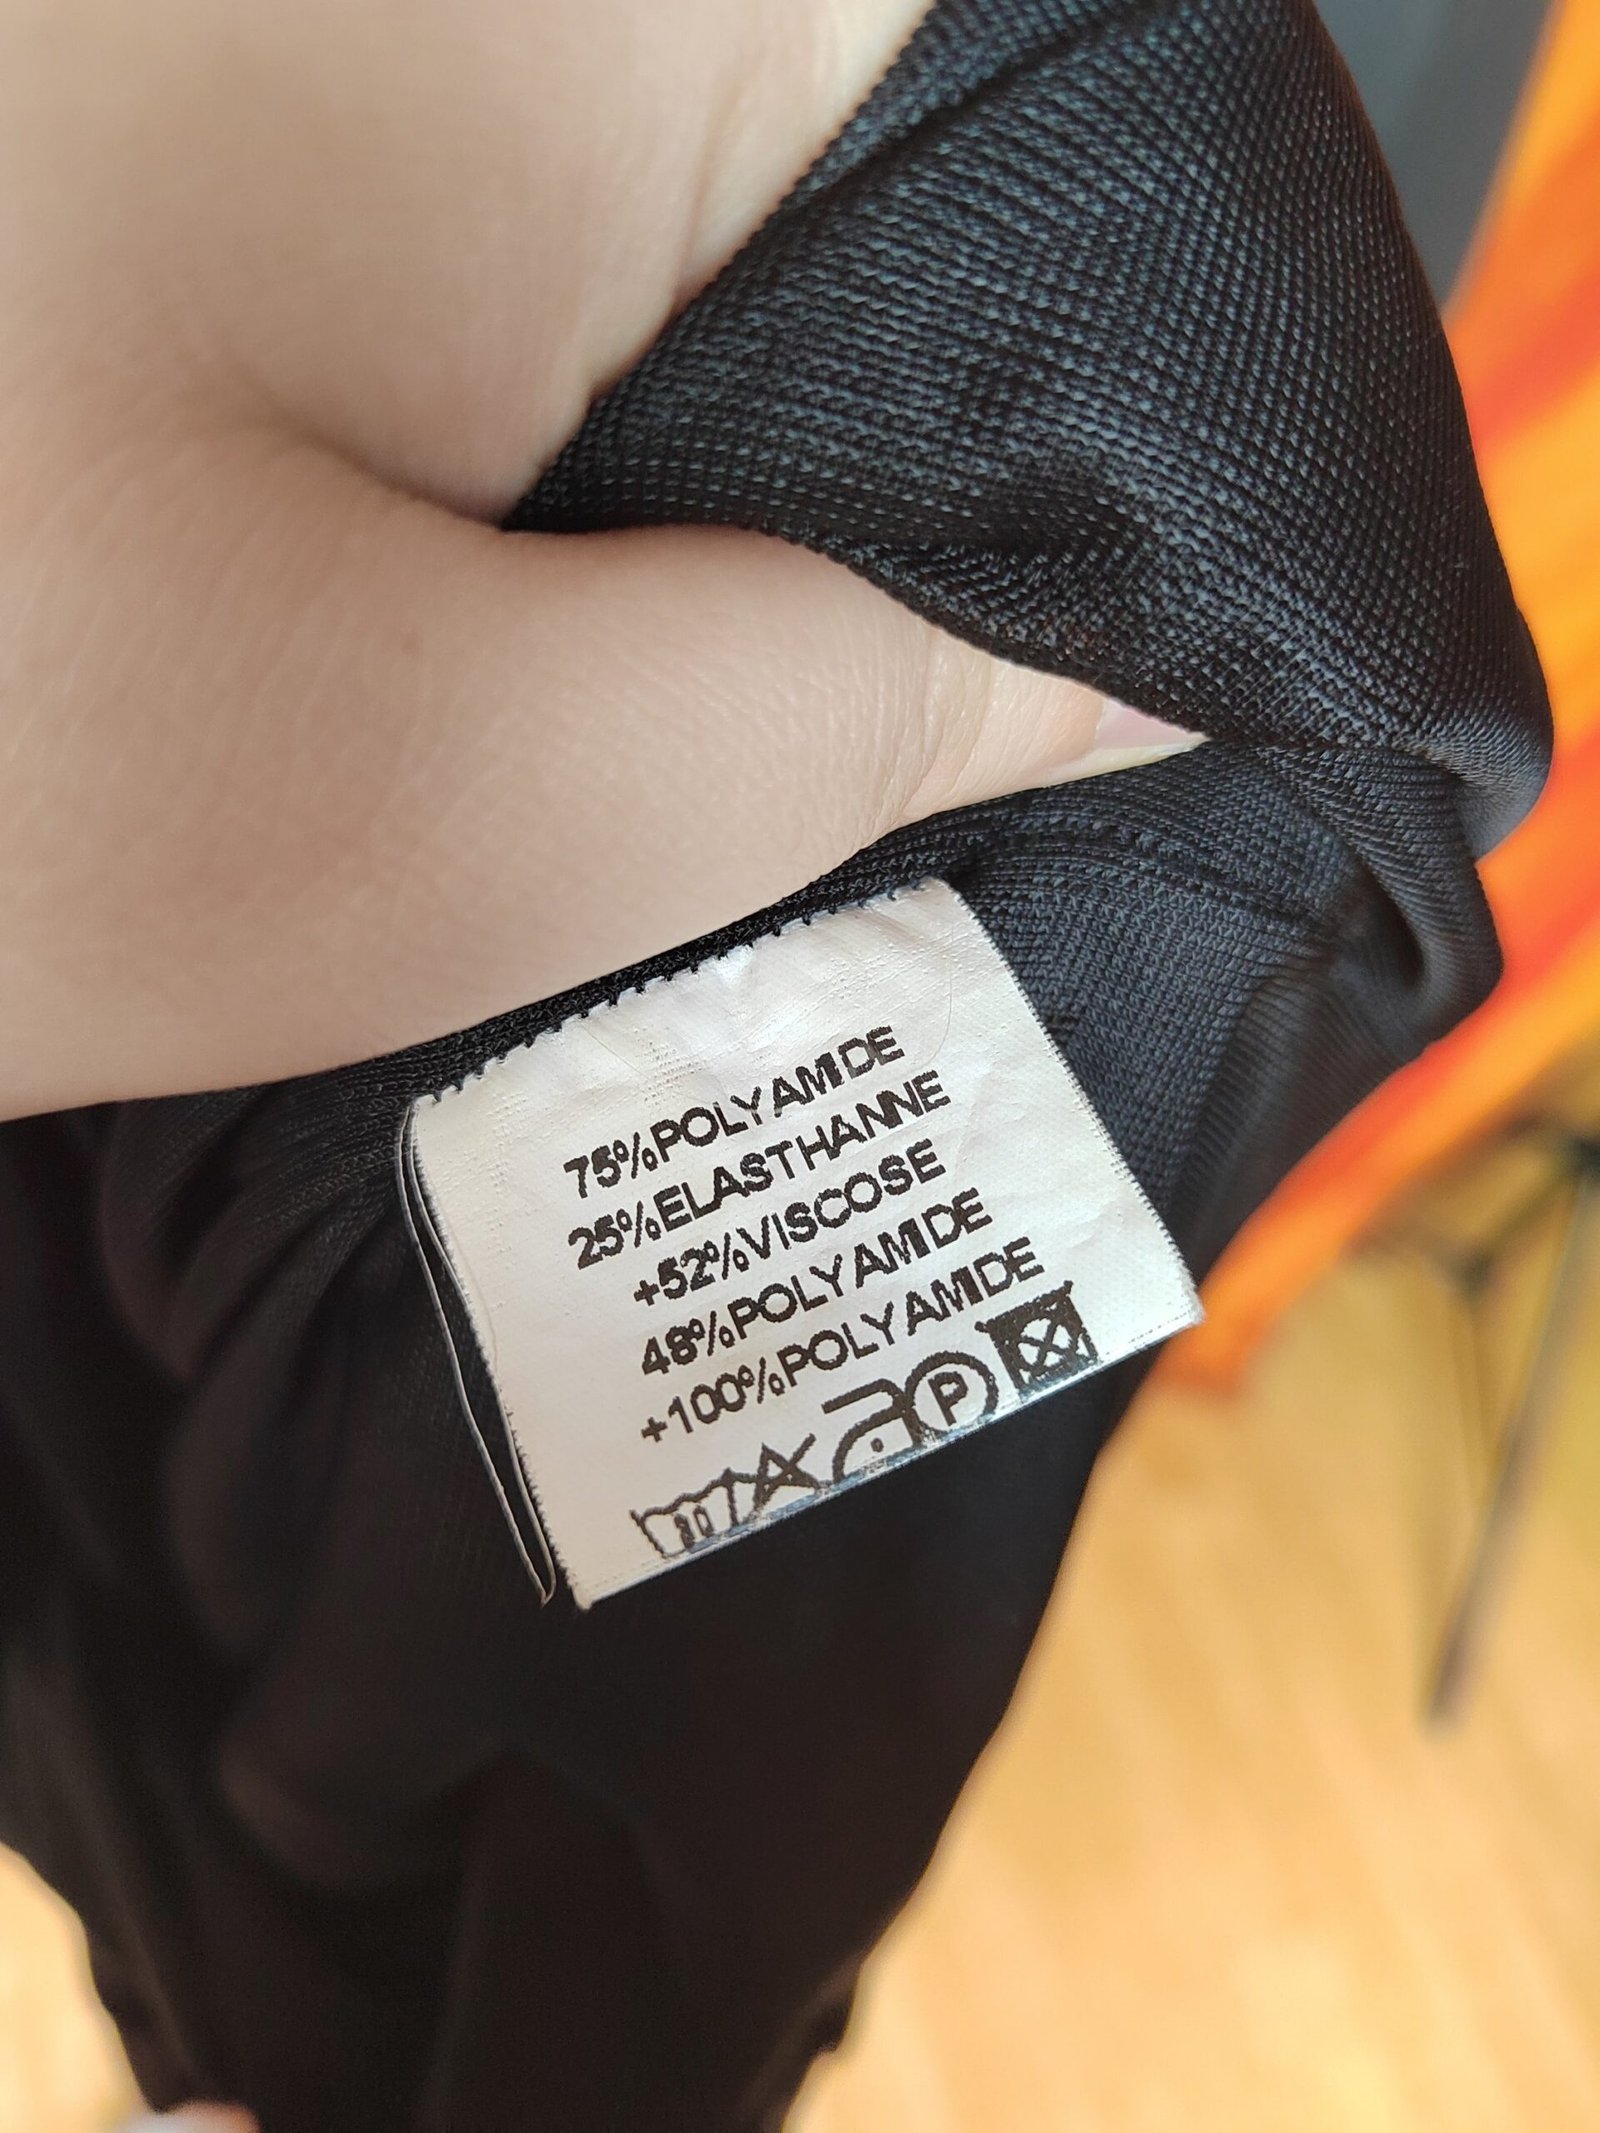 75%POLYAMIDE
25%ELASTHANNE
+52%VISCOSE
48%POLYAMIDE
+100%POLYAMIDE
P